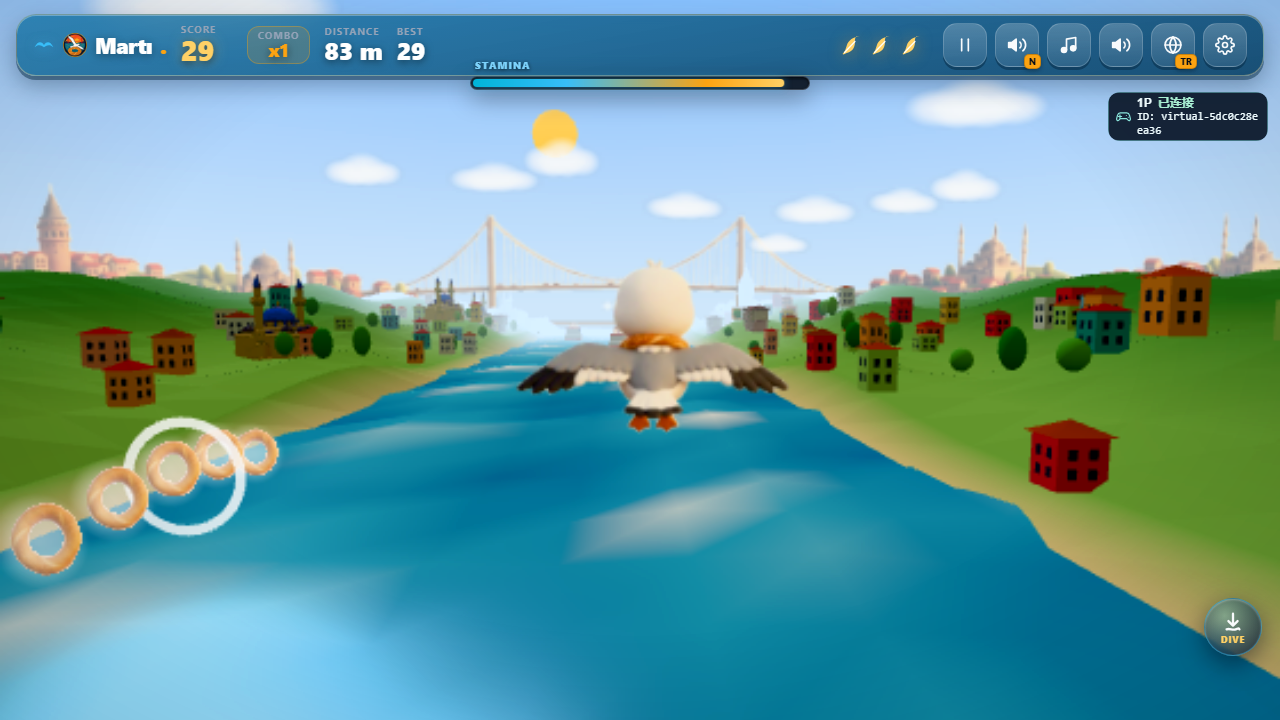 Martı
SCORE
29
COMBO
x1
DISTANCE
83 m
BEST
29
STAMINA
N
TR
1P 已连接
ID: virtual-5dc0c28e
ea36
DIVE